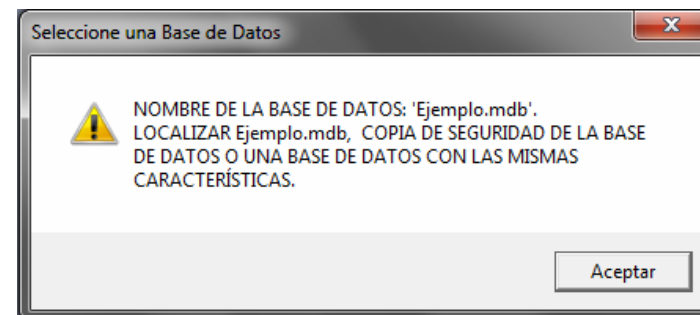 Seleccione una Base de Datos
NOMBRE DE LA BASE DE DATOS: 'Ejemplo.mdb'.
LOCALIZAR Ejemplo.mdb,  COPIA DE SEGURIDAD DE LA BASE
DE DATOS O UNA BASE DE DATOS CON LAS MISMAS
CARACTERÍSTICAS.
Aceptar